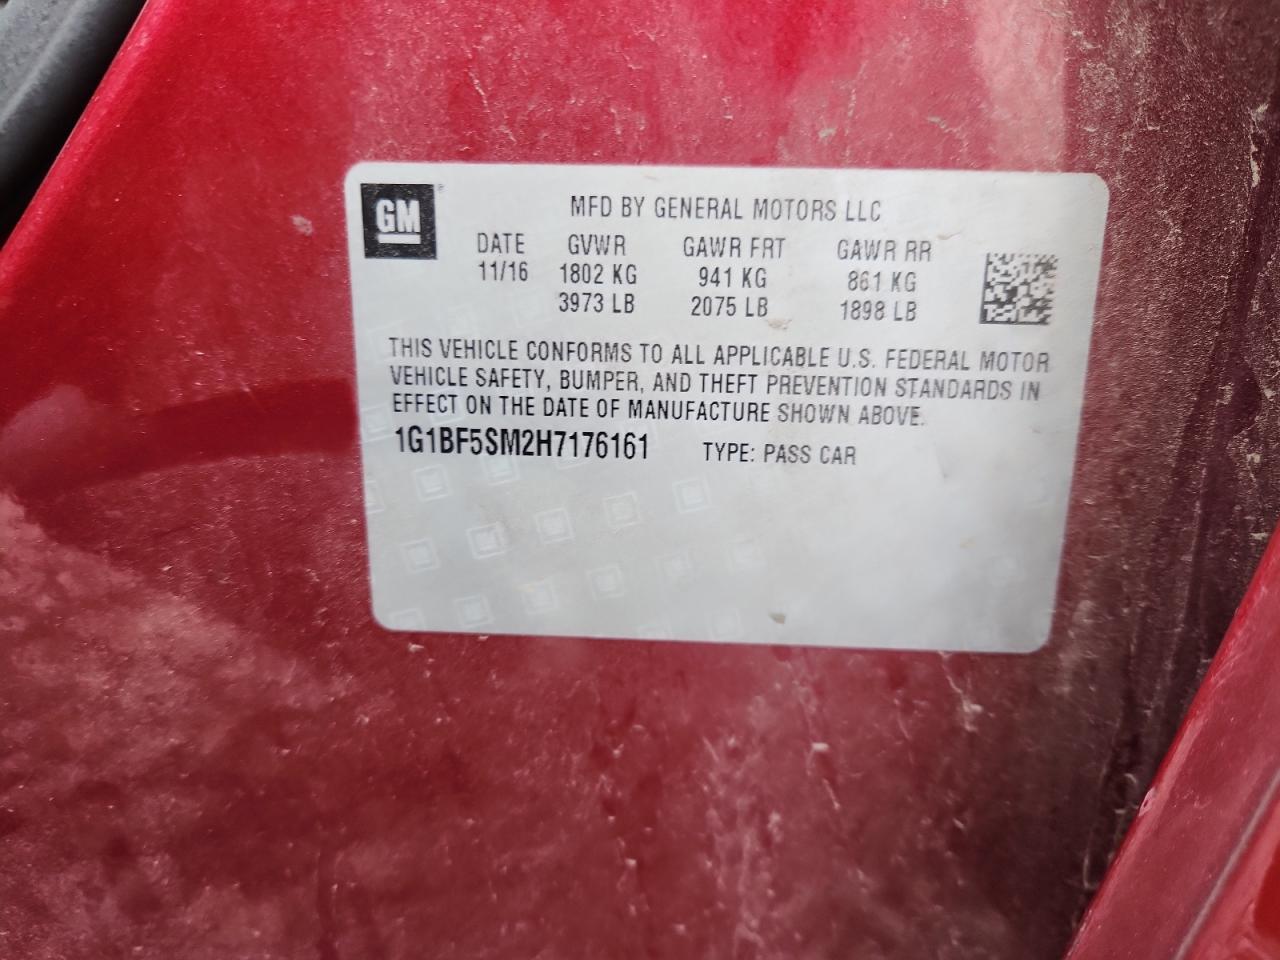 GM
MFD BY GENERAL MOTORS LLC
DATE GVWR GAWR FRT GAWR RR
11/16 1802 KG 941 KG 861 KG
3973 LB 2075 LB 1898 LB
THIS VEHICLE CONFORMS TO ALL APPLICABLE U.S. FEDERAL MOTOR
VEHICLE SAFETY, BUMPER, AND THEFT PREVENTION STANDARDS IN
EFFECT ON THE DATE OF MANUFACTURE SHOWN ABOVE.
1G1BF5SM2H7176161 TYPE: PASS CAR